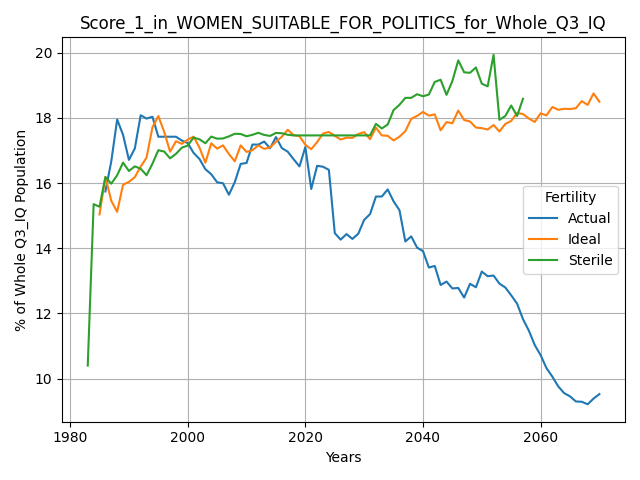 Score_1_in_WOMEN_SUITABLE_FOR_POLITICS_for_Whole_Q3_IQ
% of Whole Q3_IQ Population
20
18
16
14
12
10
Fertility
Actual
Ideal
Sterile
1980
2000
2020
2040
2060
Years